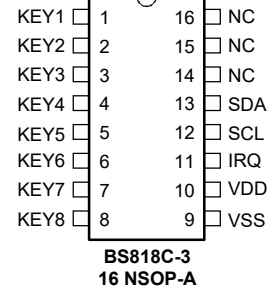 KEY1 1 16 NC
KEY2 2 15 NC
KEY3 3 14 NC
KEY4 4 13 SDA
KEY5 5 12 SCL
KEY6 6 11 IRQ
KEY7 7 10 VDD
KEY8 8 9 VSS
BS818C-3
16 NSOP-A